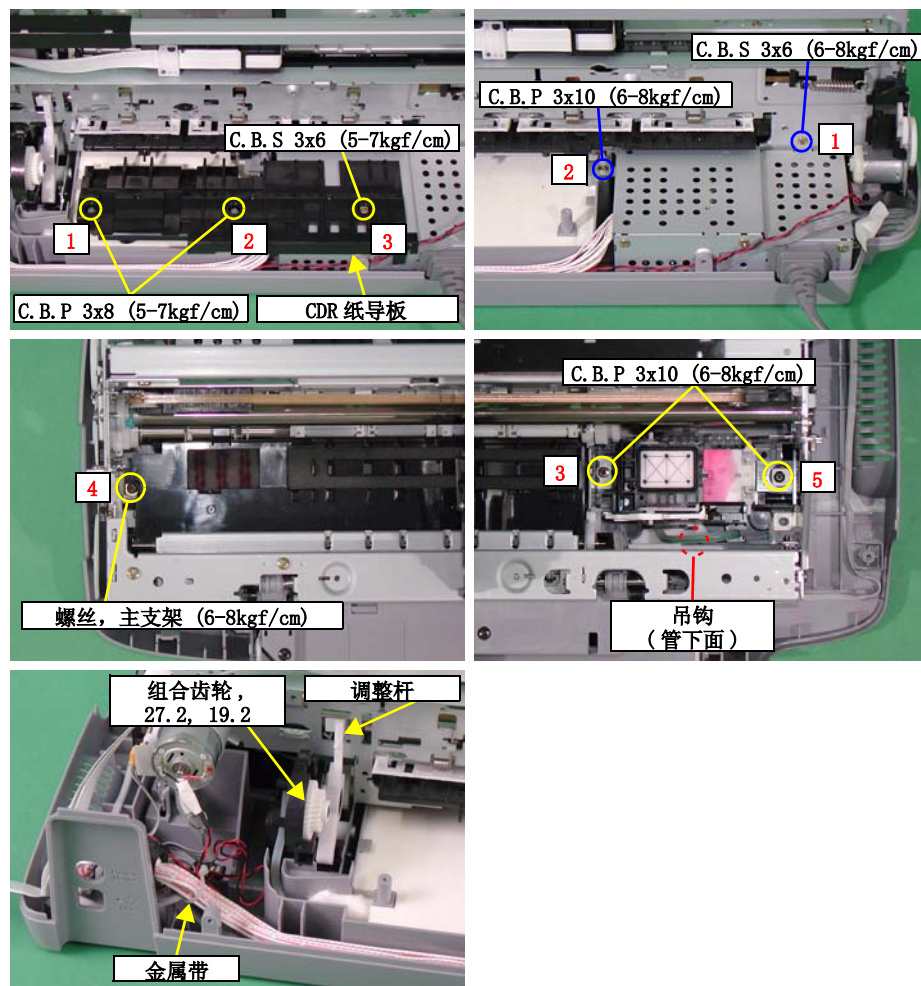 C.B.S 3x6 (5-7kgf/cm)
1
2
3
C.B.P 3x8 (5-7kgf/cm)
CDR 纸导板
C.B.S 3x6 (6-8kgf/cm)
C.B.P 3x10 (6-8kgf/cm)
1
2
4
螺丝，主支架 (6-8kgf/cm)
C.B.P 3x10 (6-8kgf/cm)
3
5
吊钩
( 管下面 )
组合齿轮 ,
27.2, 19.2
调整杆
金属带